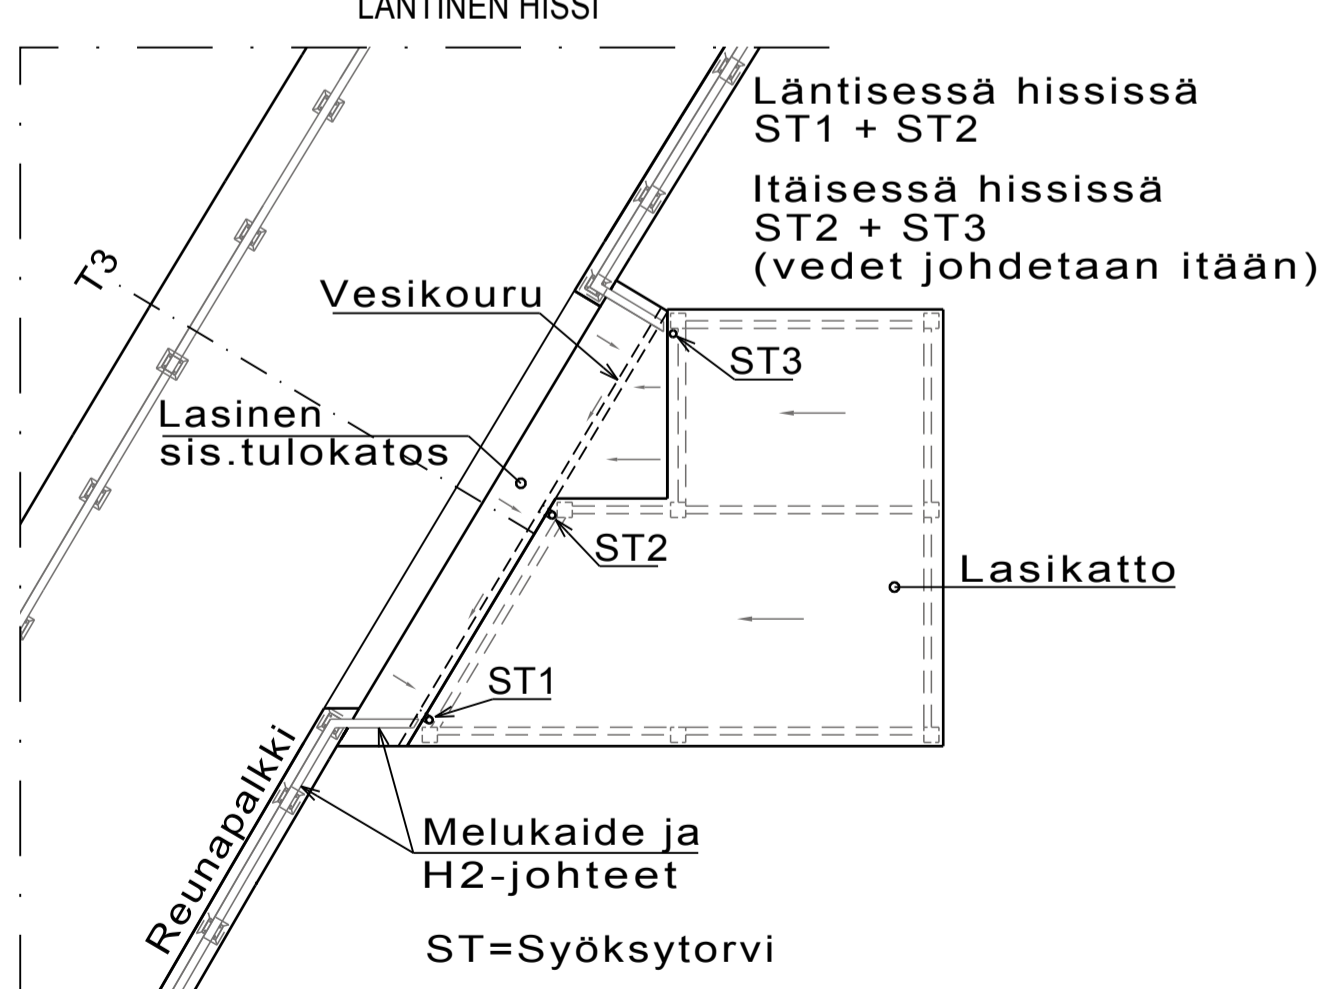 LÄNTINEN HISSI
Läntisessä hississä
ST1 + ST2
Itäisessä hississä
ST2 + ST3
(vedet johdetaan itään)
T3
Vesikouru
ST3
Lasinen
sis.tulokatos
ST2
Lasikatto
ST1
Reunapalkki
Melukaide ja
H2-johteet
ST=Syöksytorvi